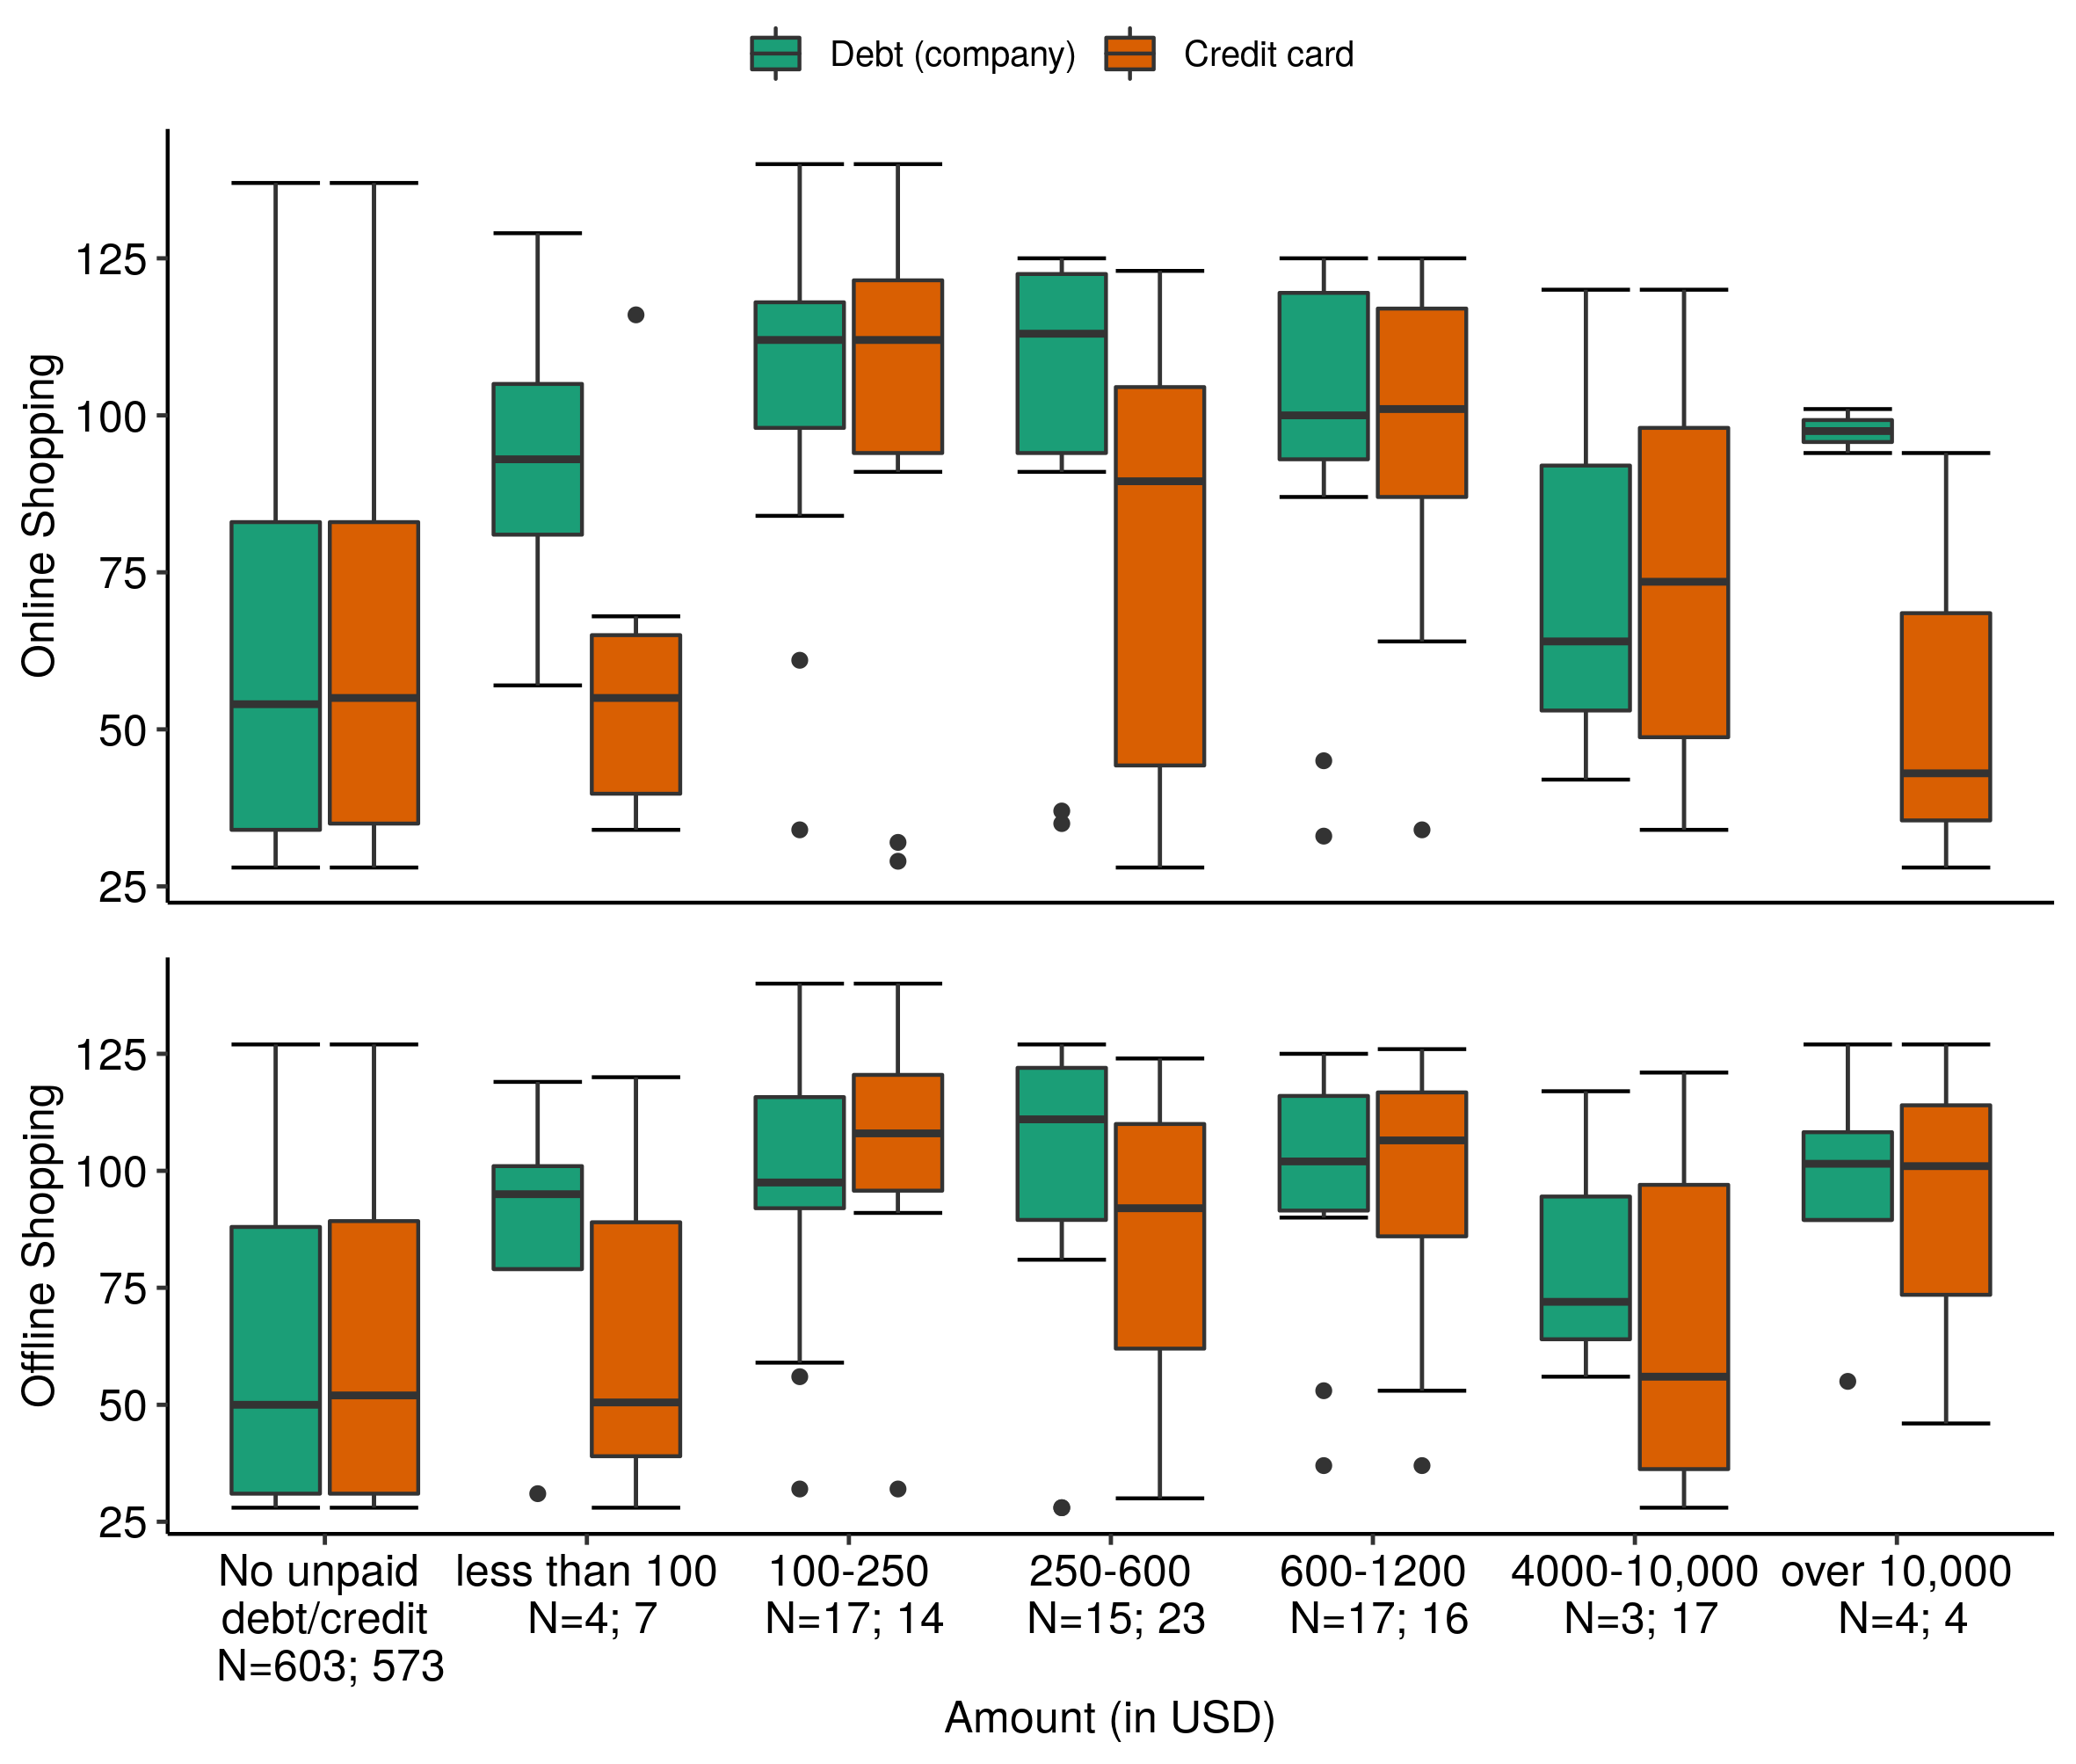 Debt (company) Credit card
Online Shopping
125
100
75
50
25
Offline Shopping
125
100
75
50
25
No unpaid debt/credit N=603; 573
less than 100 N=4; 7
100-250 N=17; 14
250-600 N=15; 23
600-1200 N=17; 16
4000-10,000 N=3; 17
over 10,000 N=4; 4
Amount (in USD)